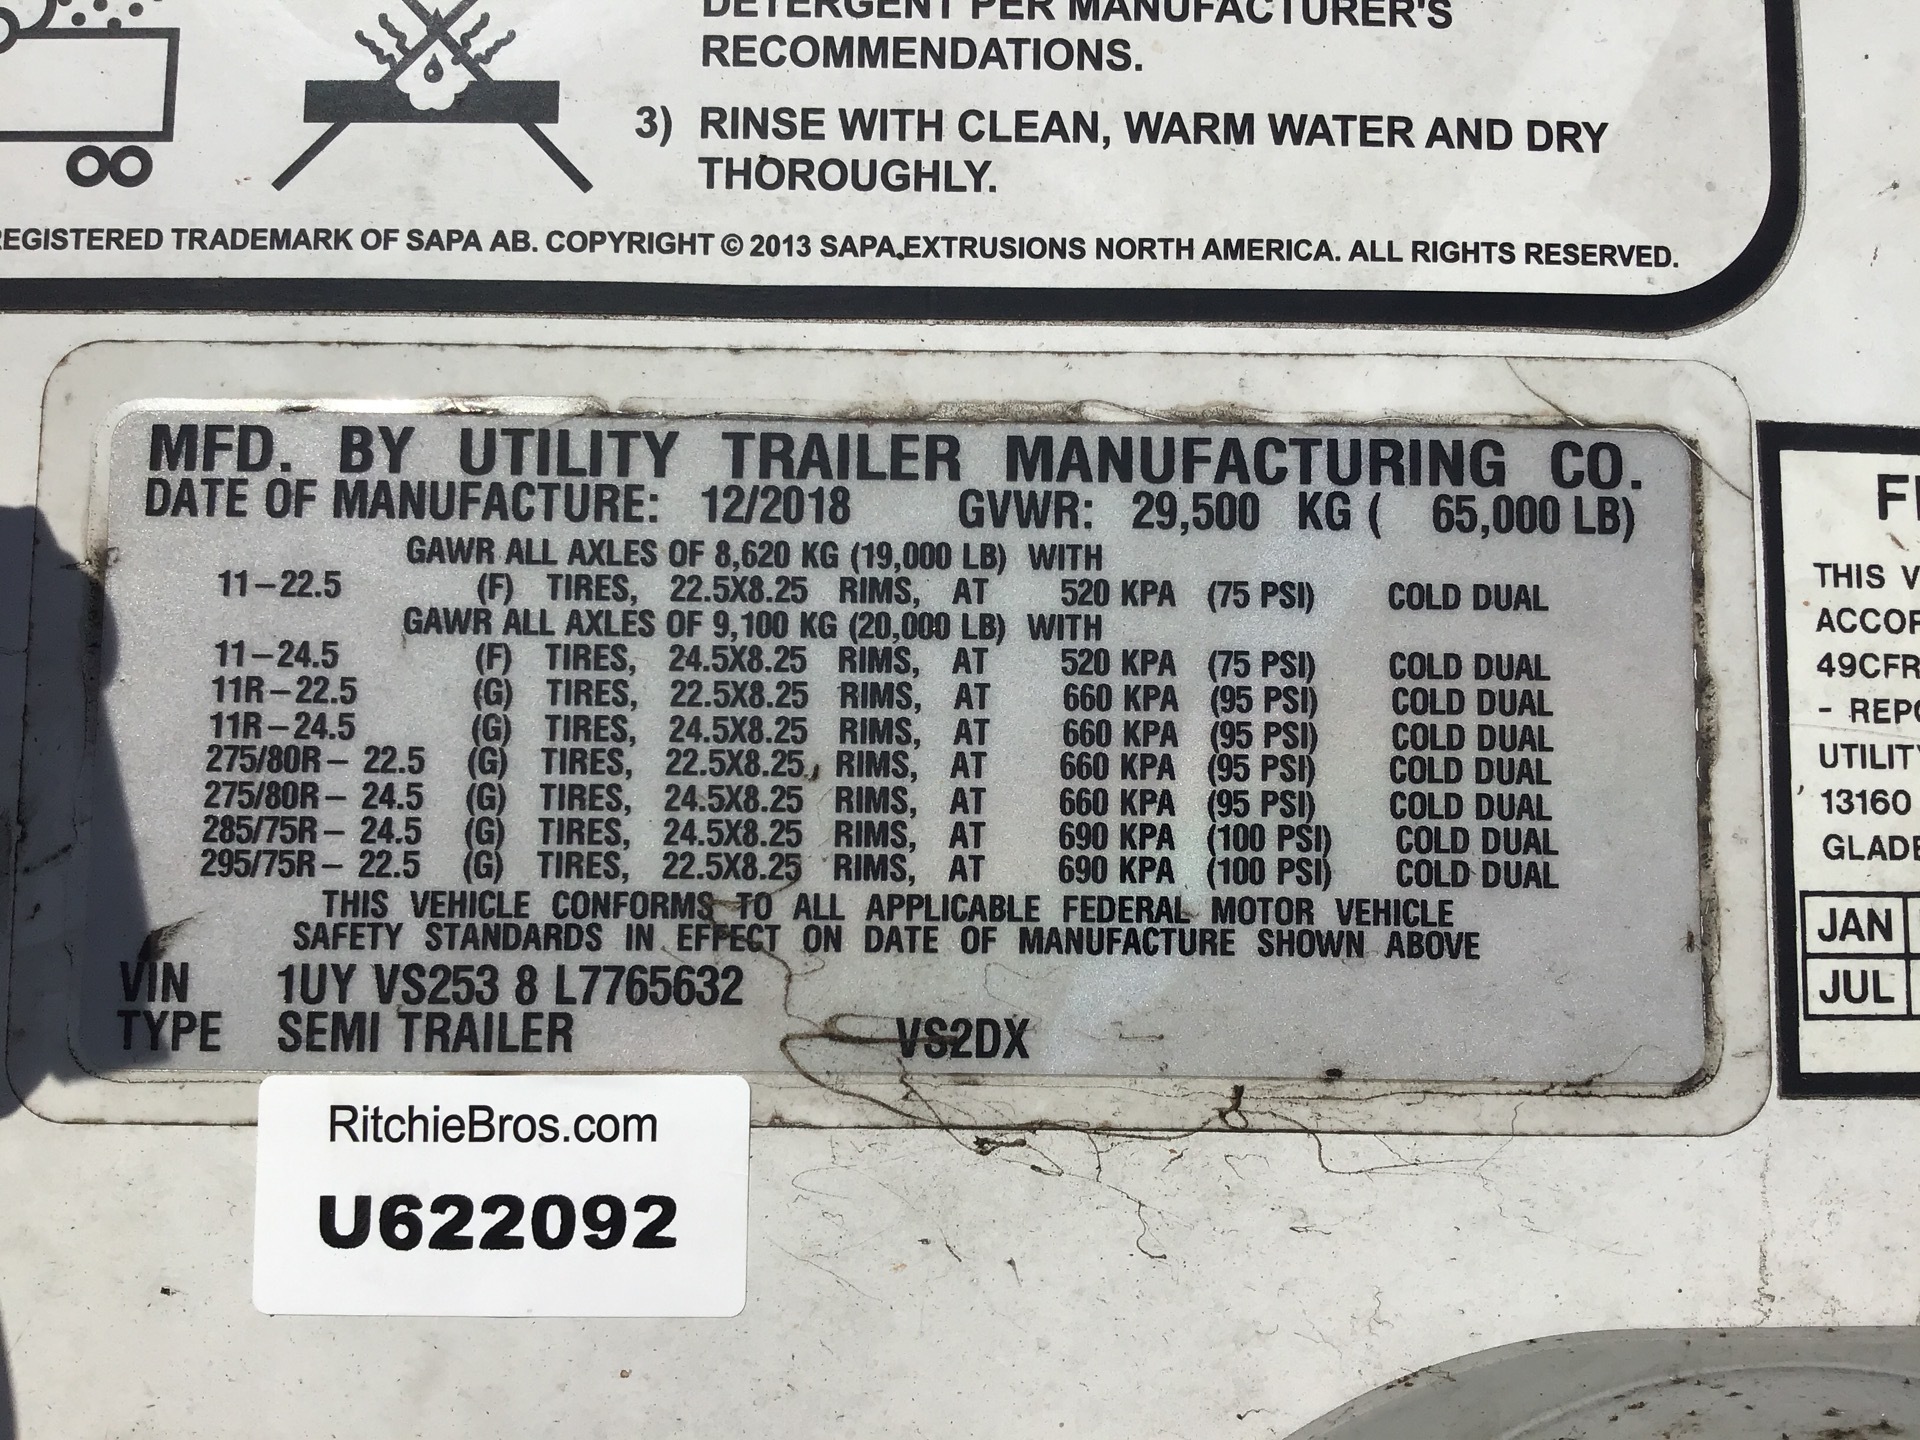 DETERGENT PER MANUFACTURER'S
RECOMMENDATIONS.
3) RINSE WITH CLEAN, WARM WATER AND DRY
THOROUGHLY.
REGISTERED TRADEMARK OF SAPA AB. COPYRIGHT © 2013 SAPA EXTRUSIONS NORTH AMERICA. ALL RIGHTS RESERVED.
MFD. BY UTILITY TRAILER MANUFACTURING CO.
DATE OF MANUFACTURE: 12/2018 GVWR: 29,500 KG ( 65,000 LB)
GAWR ALL AXLES OF 8,620 KG (19,000 LB) WITH
11-22.5 (F) TIRES, 22.5X8.25 RIMS, AT 520 KPA (75 PSI) COLD DUAL
GAWR ALL AXLES OF 9,100 KG (20,000 LB) WITH
11-24.5 (F) TIRES, 24.5X8.25 RIMS, AT 520 KPA (75 PSI) COLD DUAL
11R-22.5 (G) TIRES, 22.5X8.25 RIMS, AT 660 KPA (95 PSI) COLD DUAL
11R-24.5 (G) TIRES, 24.5X8.25 RIMS, AT 660 KPA (95 PSI) COLD DUAL
275/80R- 22.5 (G) TIRES, 22.5X8.25 RIMS, AT 660 KPA (95 PSI) COLD DUAL
275/80R- 24.5 (G) TIRES, 24.5X8.25 RIMS, AT 660 KPA (95 PSI) COLD DUAL
285/75R- 24.5 (G) TIRES, 24.5X8.25 RIMS, AT 690 KPA (100 PSI) COLD DUAL
295/75R- 22.5 (G) TIRES, 22.5X8.25 RIMS, AT 690 KPA (100 PSI) COLD DUAL
THIS VEHICLE CONFORMS TO ALL APPLICABLE FEDERAL MOTOR VEHICLE
SAFETY STANDARDS IN EFFECT ON DATE OF MANUFACTURE SHOWN ABOVE
VIN 1UY VS253 8 L7765632
TYPE SEMI TRAILER VS2DX
RitchieBros.com
U622092
THIS
49CFR
UTILITY
13160
JAN
JUL